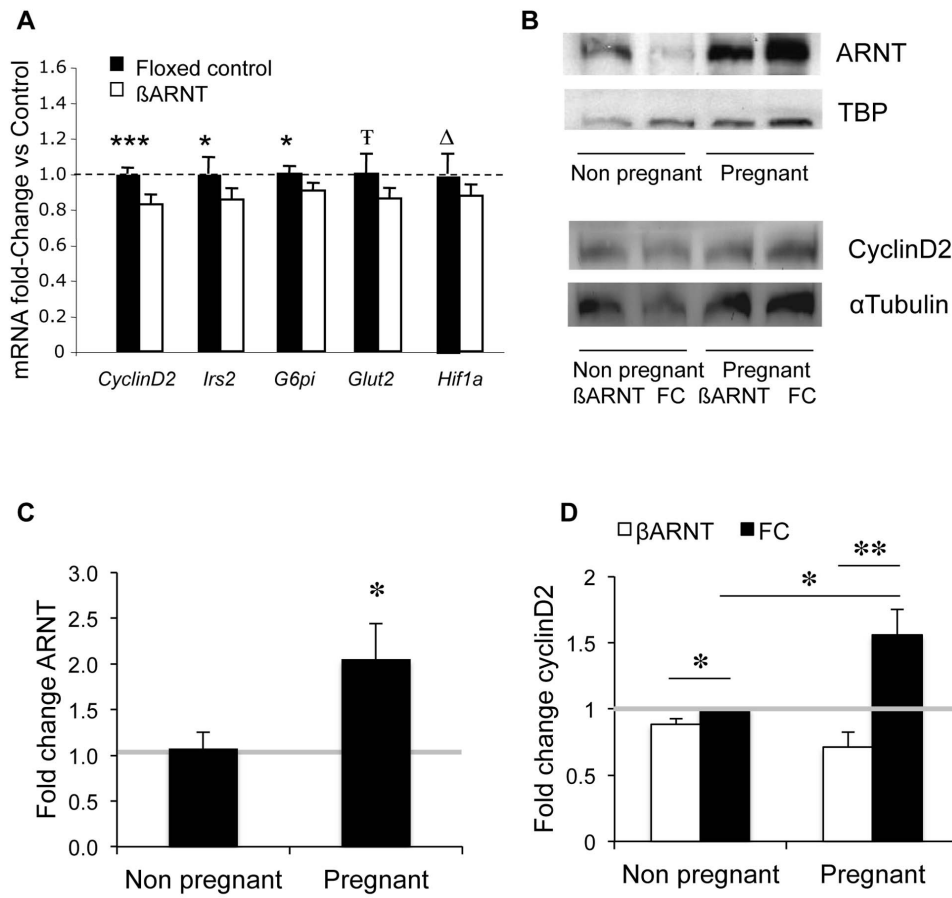 A
mRNA fold-Change vs Control
1.6
1.4
1.2
1.0
0.8
0.6
0.4
0.2
0
Floxed control
ßARNT
***
*
*
Ŧ
Δ
CyclinD2 Irs2 G6pi Glut2 Hif1a
B
ARNT
TBP
Non pregnant Pregnant
CyclinD2
αTubulin
Non pregnant Pregnant
ßARNT FC ßARNT FC
C
Fold change ARNT
3.0
2.5
2.0
1.5
1.0
0.5
0.0
*
Non pregnant Pregnant
D
βARNT FC
Fold change cyclinD2
2
1.5
1
0.5
0
*
*
**
Non pregnant Pregnant